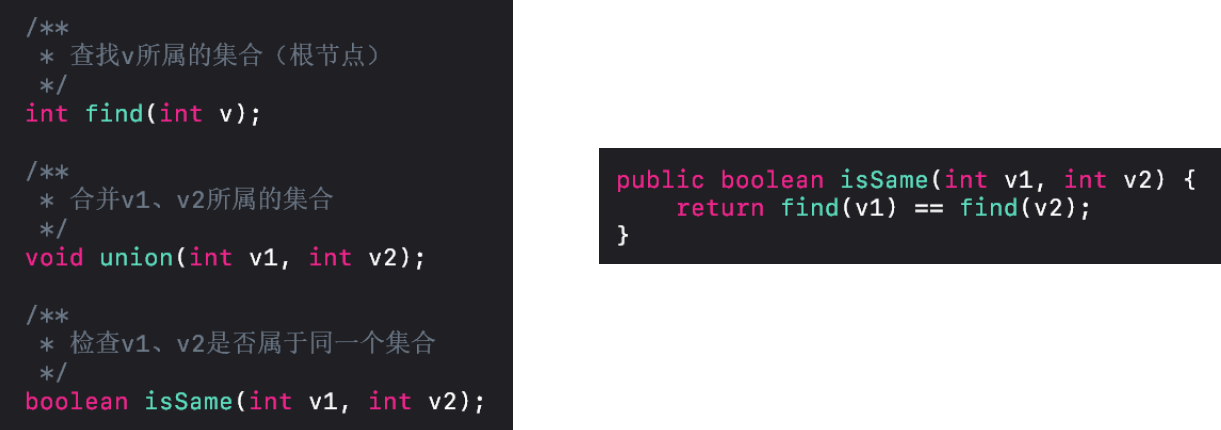 /**
 * 查找v所属的集合（根节点）
 */
int find(int v);
/**
 * 合并v1、v2所属的集合
 */
void union(int v1, int v2);
/**
 * 检查v1、v2是否属于同一个集合
 */
boolean isSame(int v1, int v2);
public boolean isSame(int v1, int v2) {
    return find(v1) == find(v2);
}